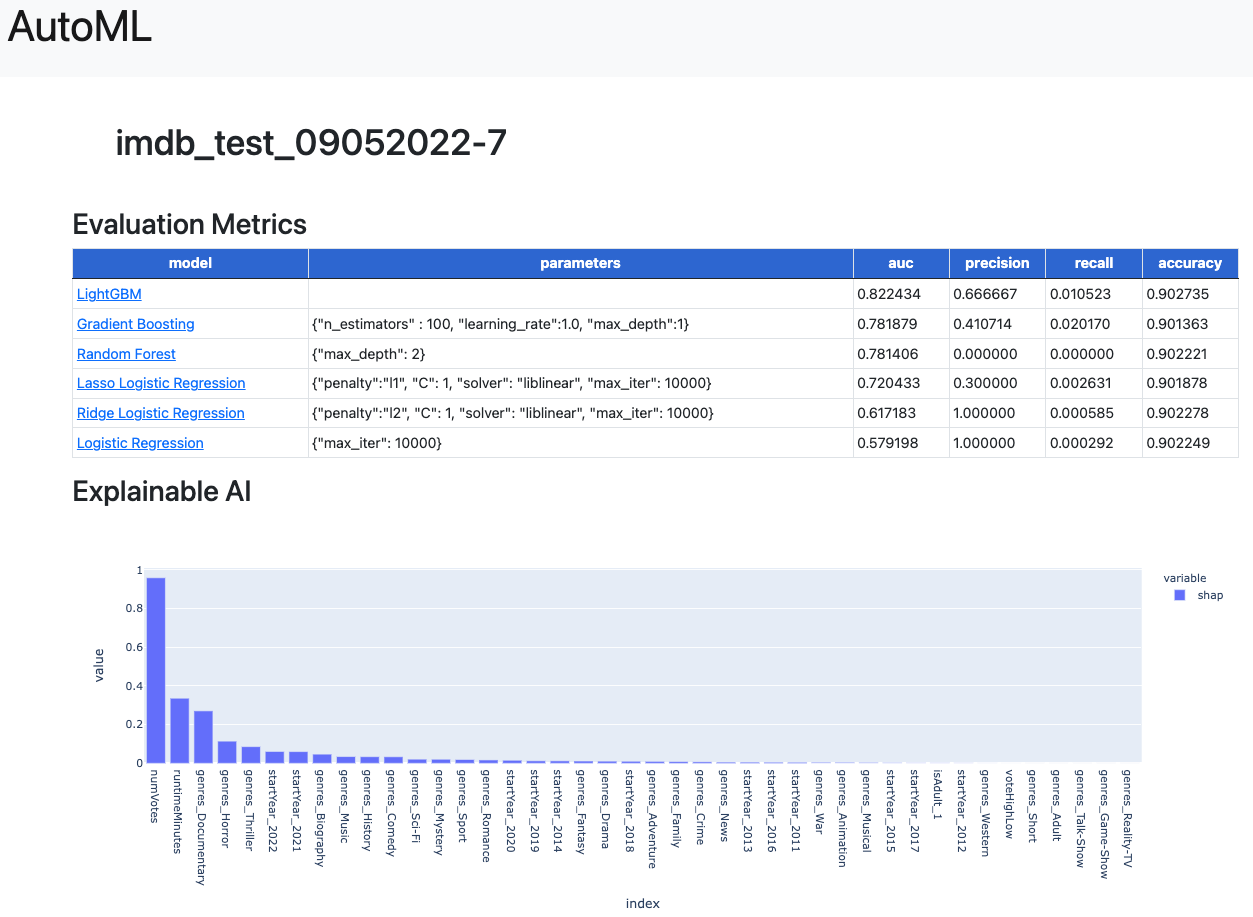 AutoML
imdb_test_09052022-7
Evaluation Metrics
model parameters auc precision recall accuracy
LightGBM 0.822434 0.666667 0.010523 0.902735
Gradient Boosting {"n_estimators" : 100, "learning_rate":1.0, "max_depth":1} 0.781879 0.410714 0.020170 0.901363
Random Forest {"max_depth": 2} 0.781406 0.000000 0.000000 0.902221
Lasso Logistic Regression {"penalty":"l1", "C": 1, "solver": "liblinear", "max_iter": 10000} 0.720433 0.300000 0.002631 0.901878
Ridge Logistic Regression {"penalty":"l2", "C": 1, "solver": "liblinear", "max_iter": 10000} 0.617183 1.000000 0.000585 0.902278
Logistic Regression {"max_iter": 10000} 0.579198 1.000000 0.000292 0.902249
Explainable AI
variable
shap
value
1
0.8
0.6
0.4
0.2
0
numVotes
runtimeMinutes
genres_Documentary
genres_Horror
genres_Thriller
startYear_2022
startYear_2021
genres_Biography
genres_Music
genres_History
genres_Comedy
genres_Sci-Fi
genres_Mystery
genres_Sport
genres_Romance
startYear_2020
startYear_2019
startYear_2014
genres_Fantasy
genres_Drama
startYear_2018
genres_Adventure
genres_Family
genres_Crime
genres_News
startYear_2013
startYear_2016
startYear_2011
genres_War
genres_Animation
genres_Musical
startYear_2015
startYear_2017
isAdult_1
startYear_2012
genres_Western
voteHighLow
genres_Short
genres_Adult
genres_Talk-Show
genres_Game-Show
genres_Reality-TV
index